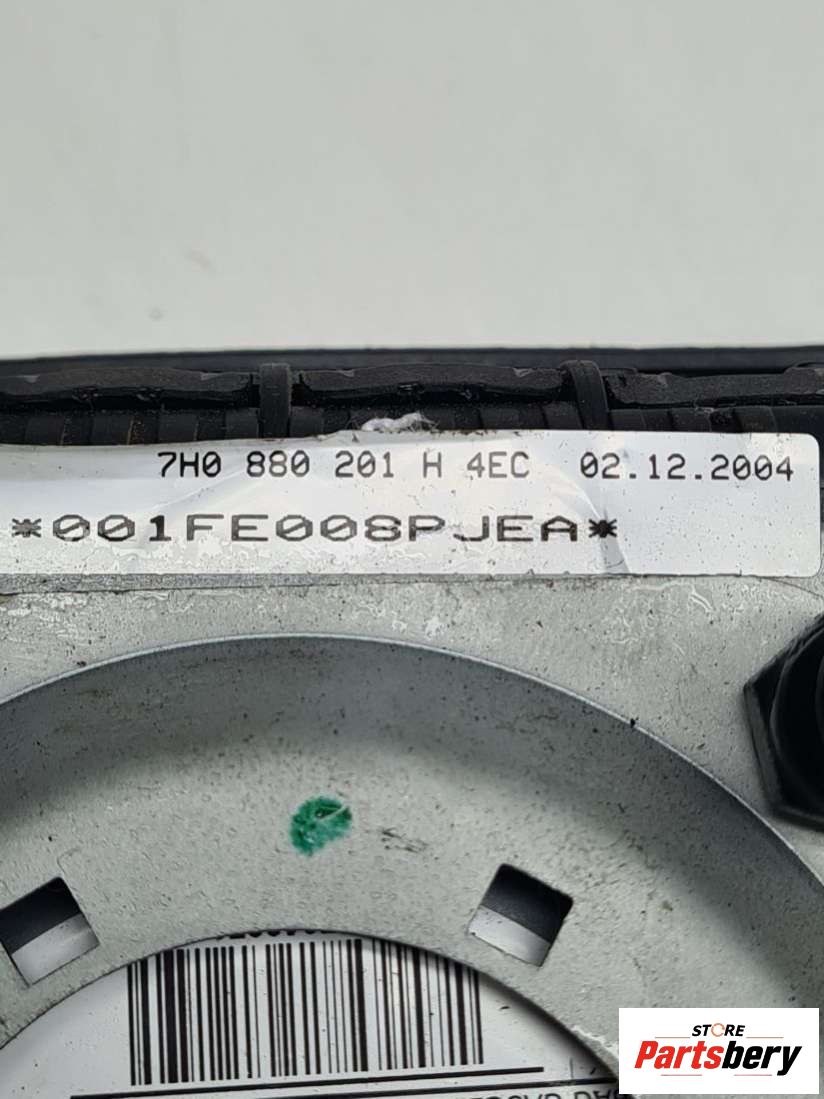 7H0 880 201 H 4EC 02.12.2004
*001FE008PJEA*
STORE
Partsbery